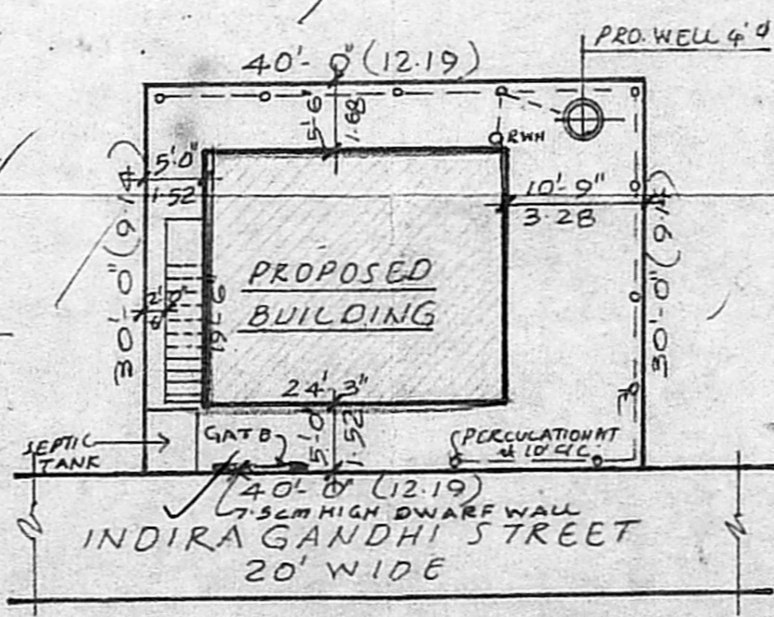 PRO. WELL 4' Φ
40'- 0" (12.19)
5'-6
1.68
RWH
5'-0"
1.52
10'-9"
3.28
30'-0" (9.14)
30'-0" (9.14)
PROPOSED
BUILDING
19'-6"
24' 3"
5'-0
1.52
SEPTIC
TANK
GATE
PERCULATION PIT
10' C/C
40'- 0" (12.19)
7.5cm HIGH DWARF WALL
INDIRA GANDHI STREET
20' WIDE